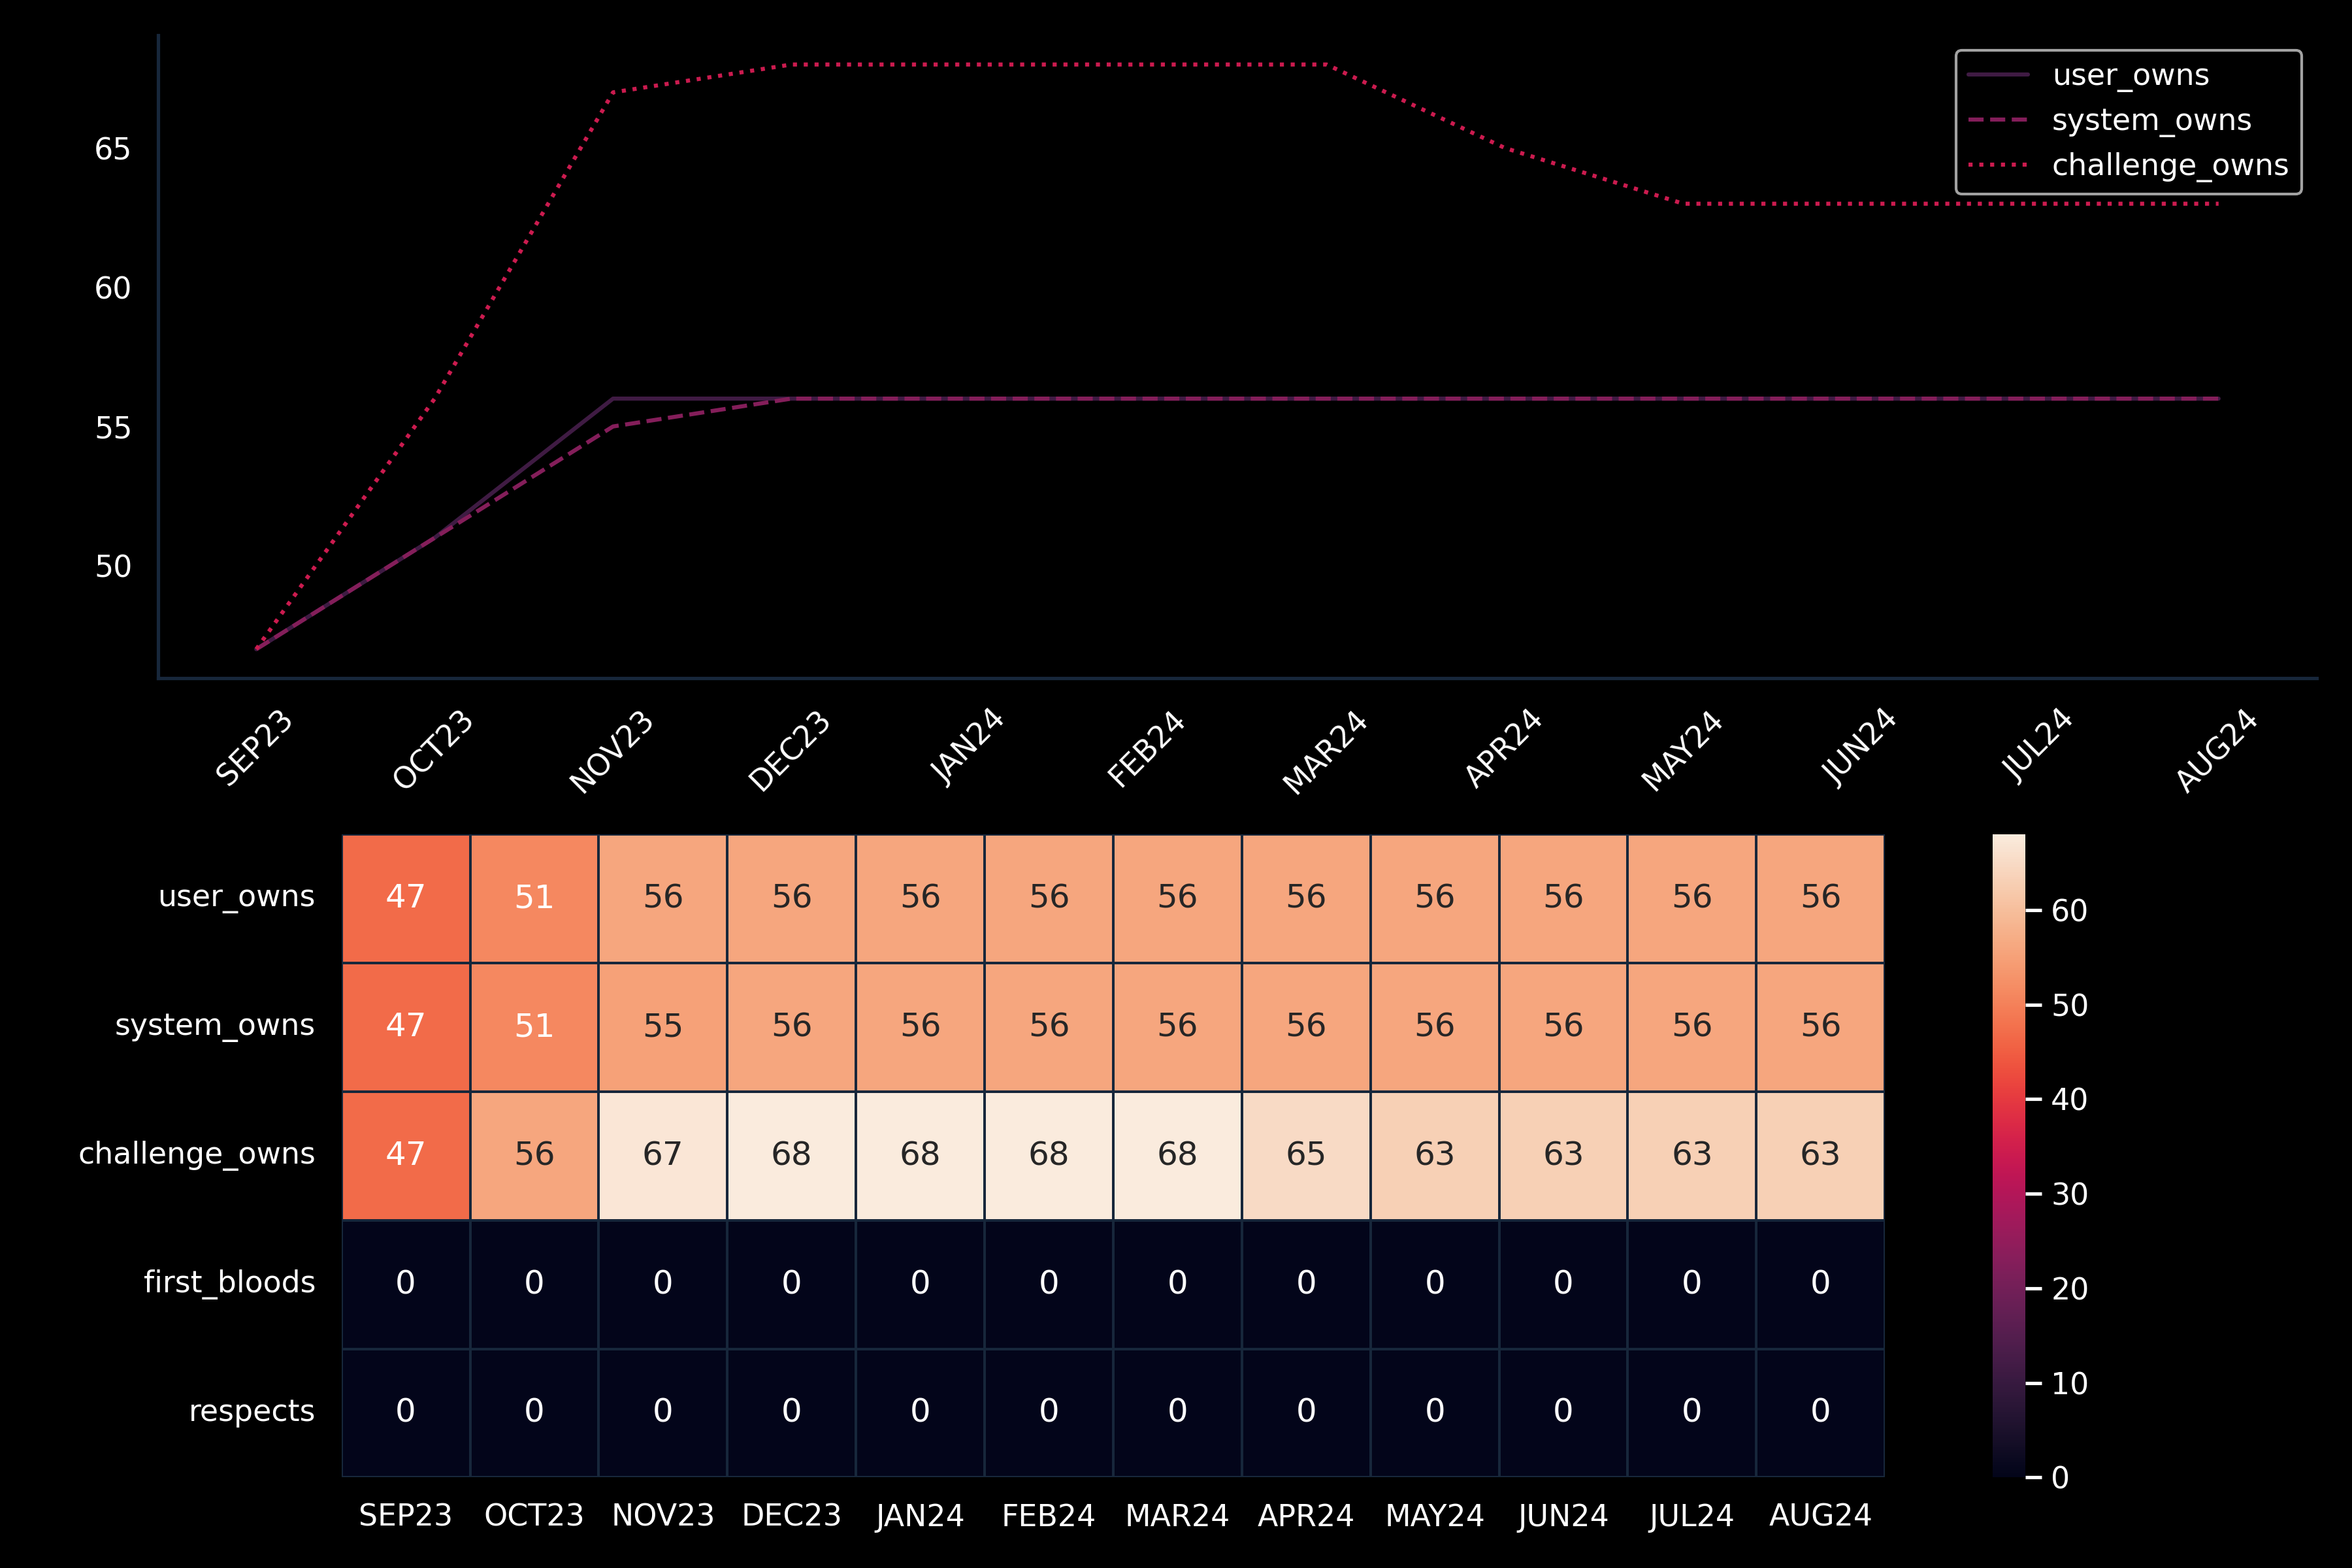 user_owns
system_owns
challenge_owns
65
60
55
50
SEP23 OCT23 NOV23 DEC23 JAN24 FEB24 MAR24 APR24 MAY24 JUN24 JUL24 AUG24
user_owns 47 51 56 56 56 56 56 56 56 56 56 56
system_owns 47 51 55 56 56 56 56 56 56 56 56 56
challenge_owns 47 56 67 68 68 68 68 65 63 63 63 63
first_bloods 0 0 0 0 0 0 0 0 0 0 0 0
respects 0 0 0 0 0 0 0 0 0 0 0 0
SEP23 OCT23 NOV23 DEC23 JAN24 FEB24 MAR24 APR24 MAY24 JUN24 JUL24 AUG24
60
50
40
30
20
10
0